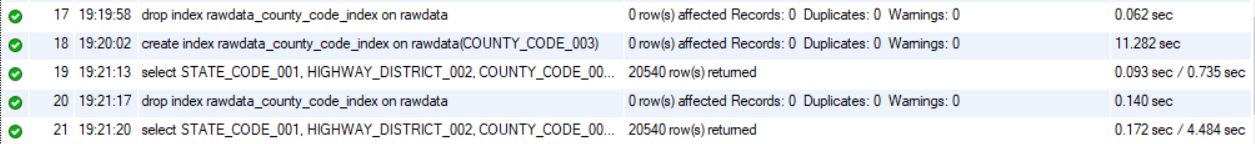 17 19:19:58 drop index rawdata_county_code_index on rawdata 0 row(s) affected Records: 0 Duplicates: 0 Warnings: 0 0.062 sec
18 19:20:02 create index rawdata_county_code_index on rawdata(COUNTY_CODE_003) 0 row(s) affected Records: 0 Duplicates: 0 Warnings: 0 11.282 sec
19 19:21:13 select STATE_CODE_001, HIGHWAY_DISTRICT_002, COUNTY_CODE_00... 20540 row(s) returned 0.093 sec / 0.735 sec
20 19:21:17 drop index rawdata_county_code_index on rawdata 0 row(s) affected Records: 0 Duplicates: 0 Warnings: 0 0.140 sec
21 19:21:20 select STATE_CODE_001, HIGHWAY_DISTRICT_002, COUNTY_CODE_00... 20540 row(s) returned 0.172 sec / 4.484 sec